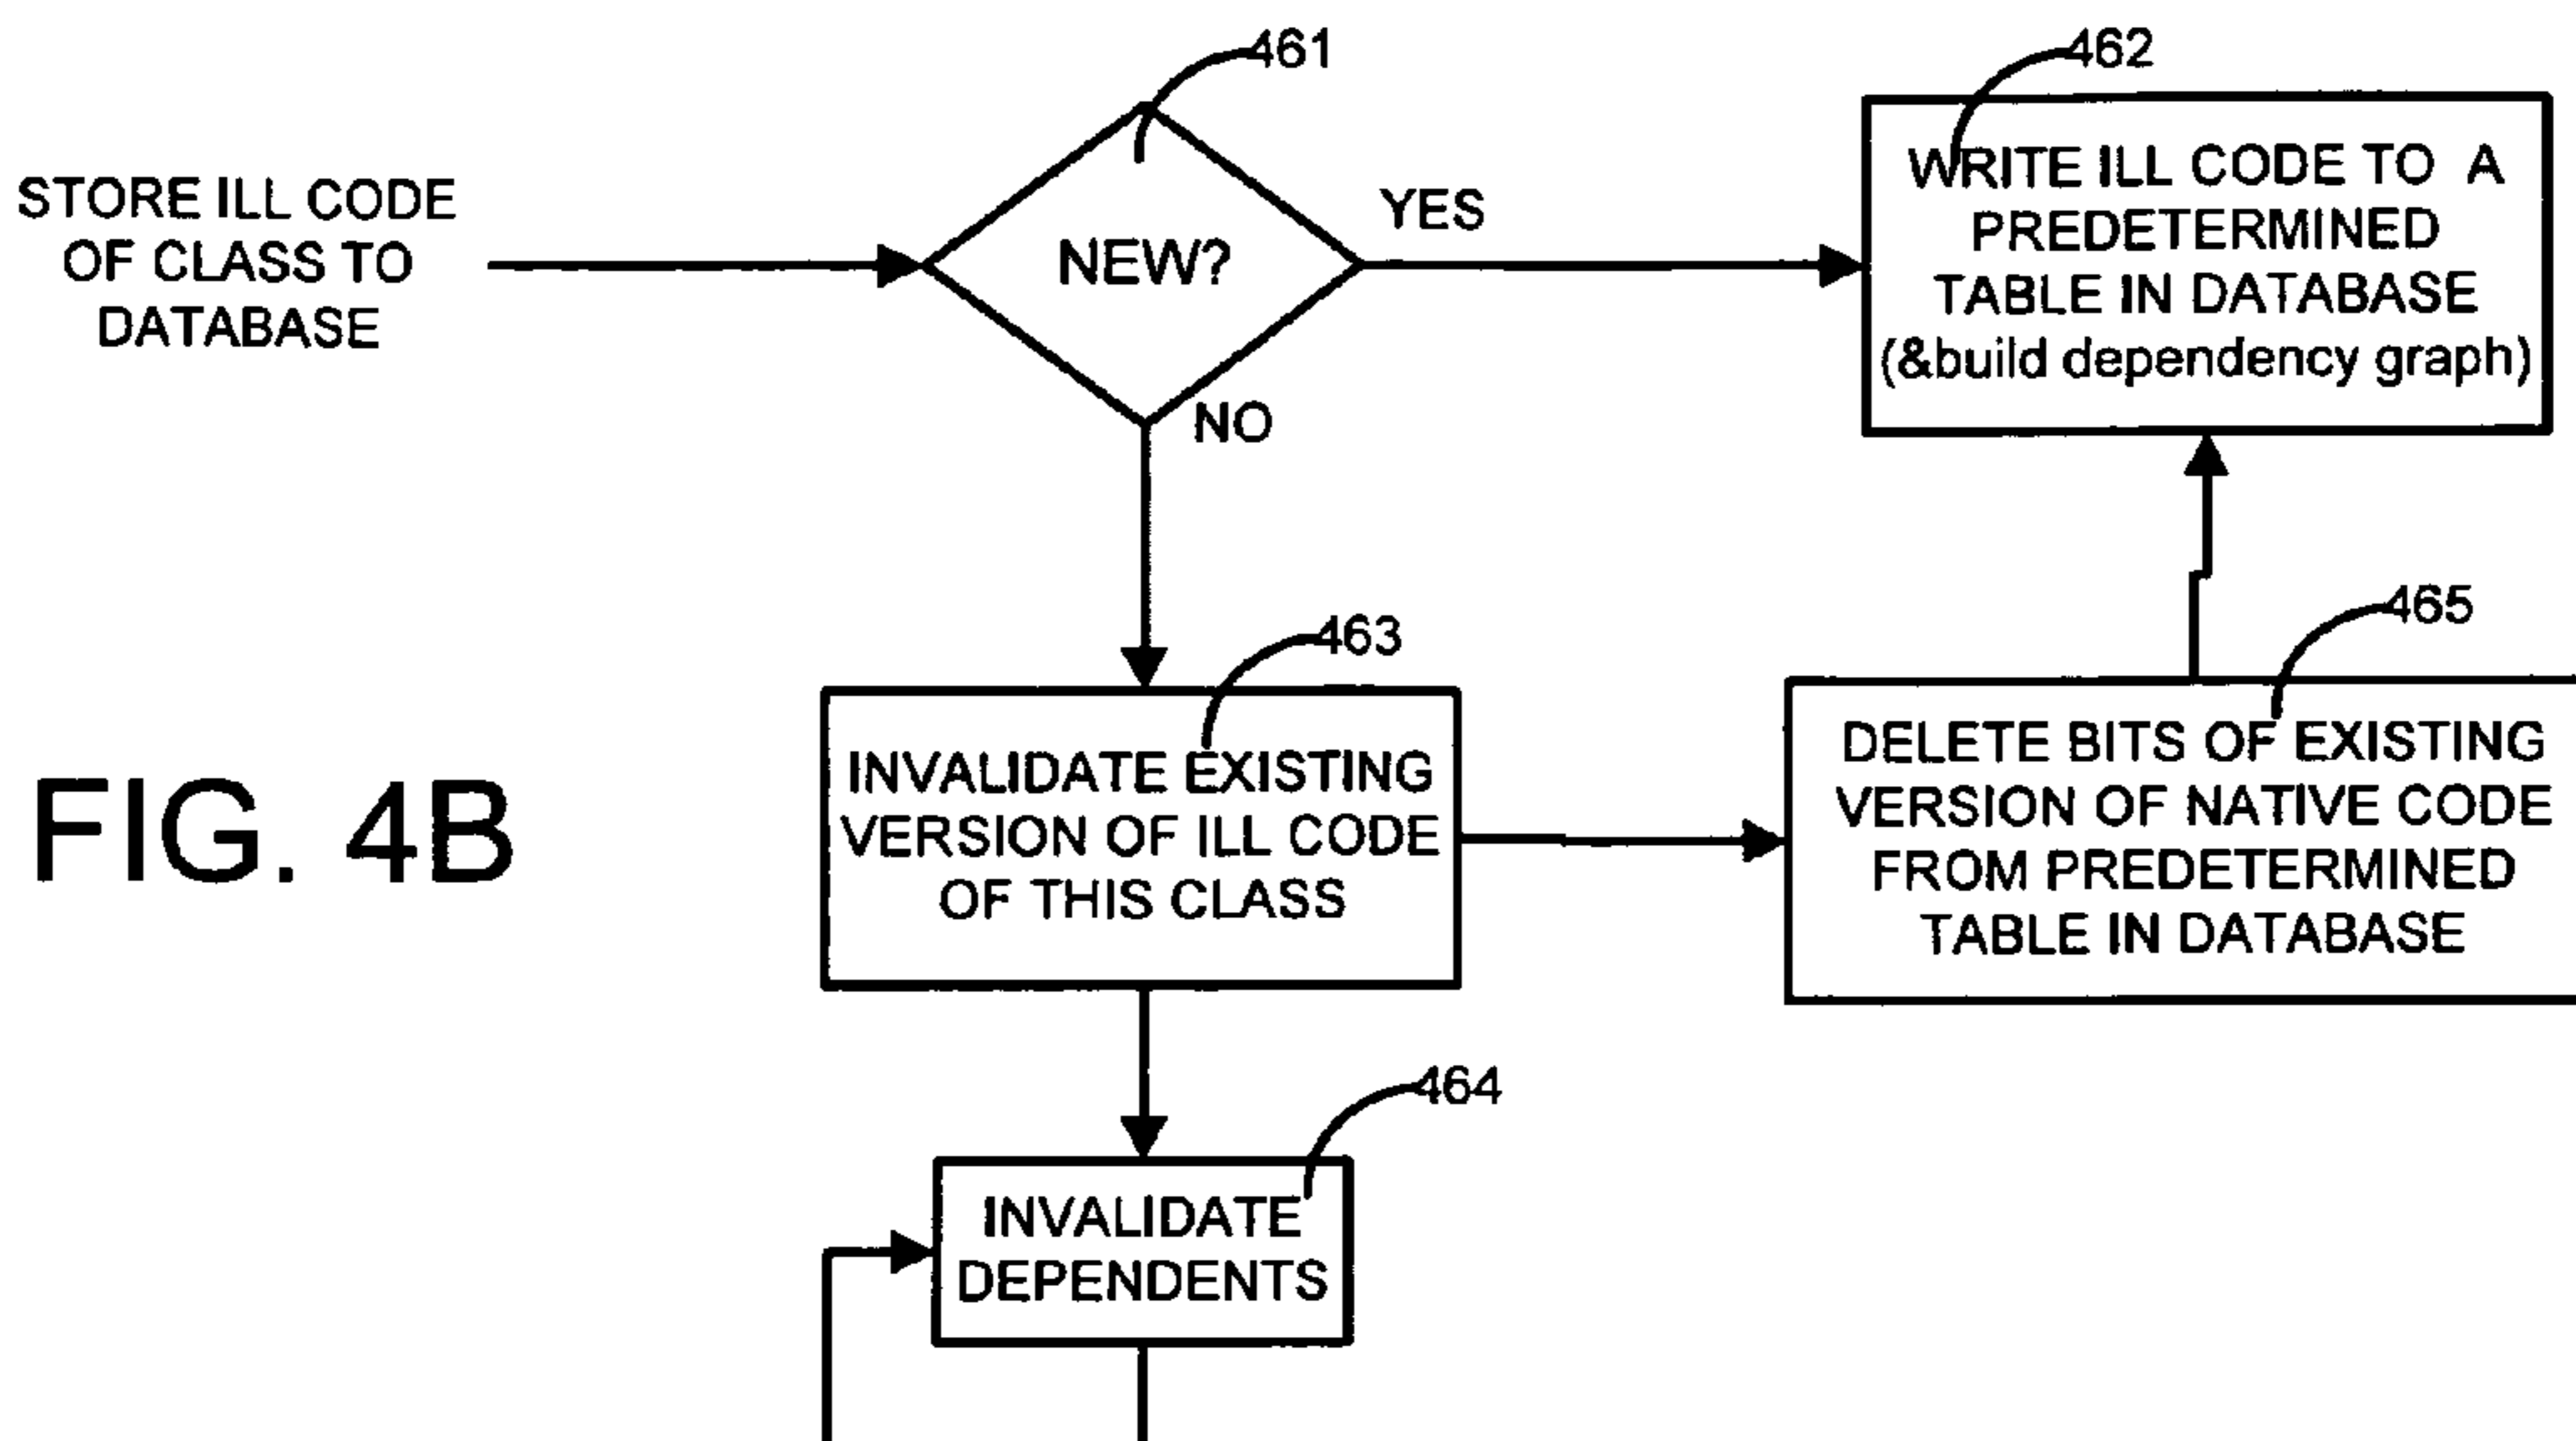 461
462
STORE ILL CODE
OF CLASS TO
DATABASE
NEW?
YES
NO
WRITE ILL CODE TO A
PREDETERMINED
TABLE IN DATABASE
(&build dependency graph)
463
465
FIG. 4B
INVALIDATE EXISTING
VERSION OF ILL CODE
OF THIS CLASS
DELETE BITS OF EXISTING
VERSION OF NATIVE CODE
FROM PREDETERMINED
TABLE IN DATABASE
464
INVALIDATE
DEPENDENTS